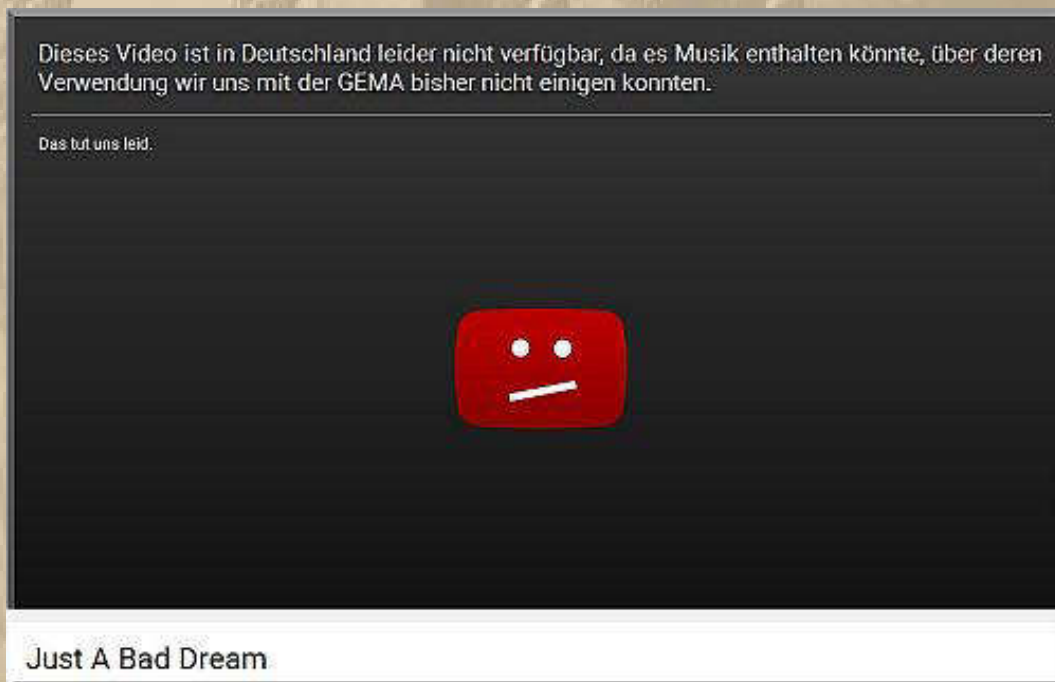 Dieses Video ist in Deutschland leider nicht verfügbar, da es Musik enthalten könnte, über deren
Verwendung wir uns mit der GEMA bisher nicht einigen konnten.
Das tut uns leid.
Just A Bad Dream